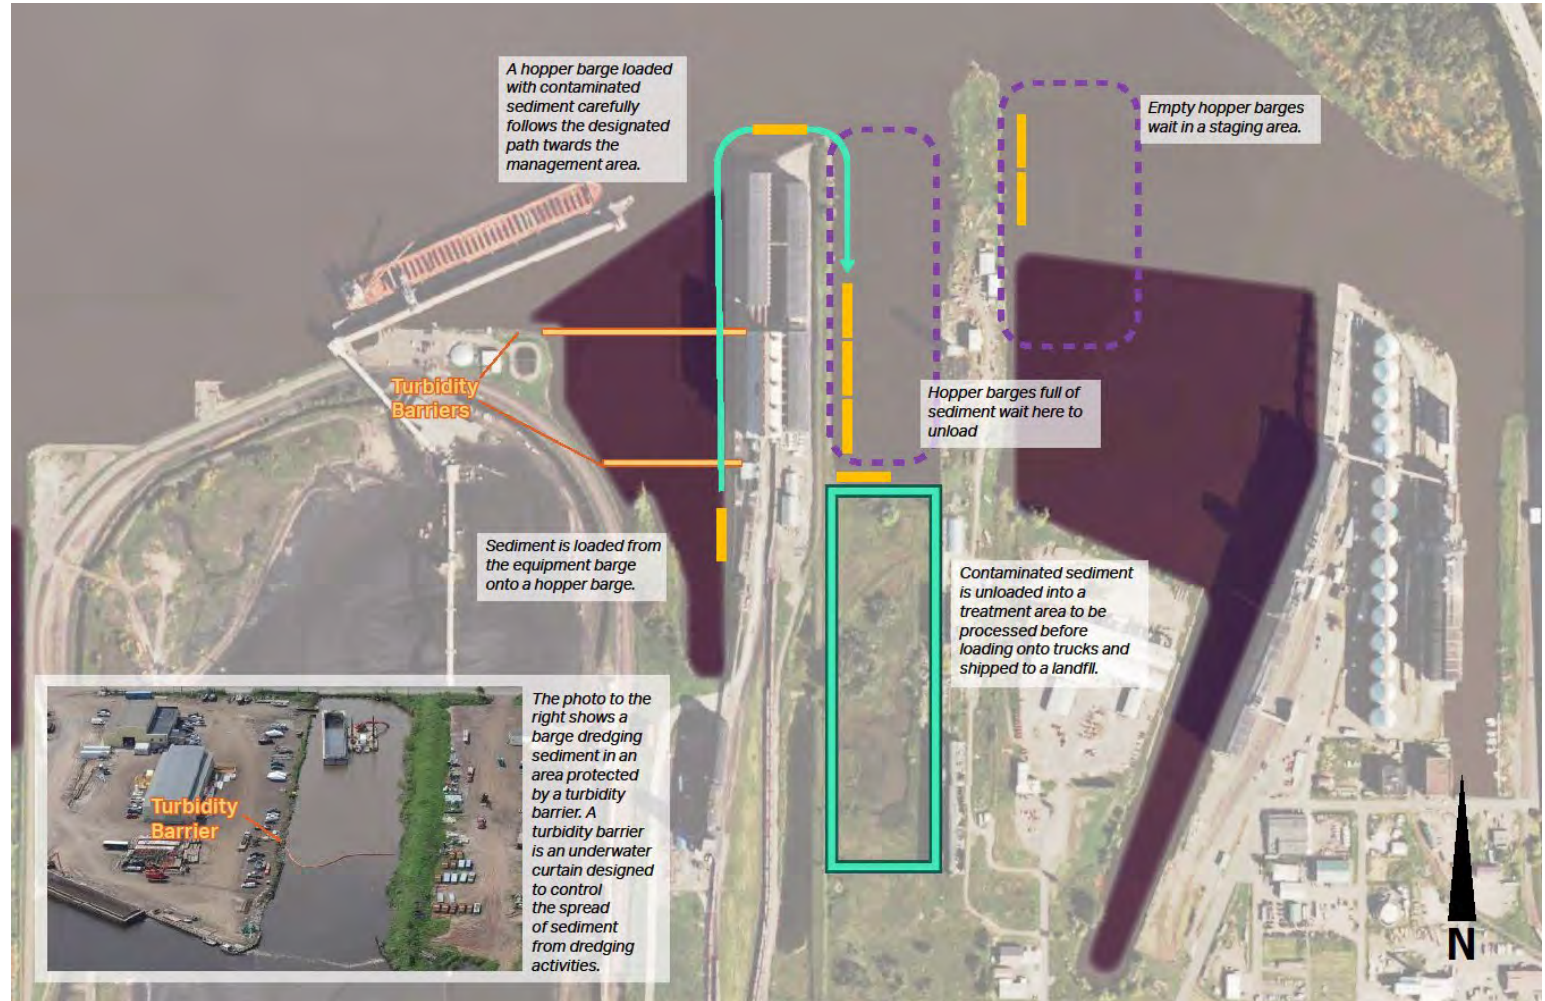 A hopper barge loaded
with contaminated
sediment carefully
follows the designated
path twards the
management area.
Empty hopper barges
wait in a staging area.
Turbidity
Barriers
Hopper barges full of
sediment wait here to
unload
Sediment is loaded from
the equipment barge
onto a hopper barge.
Contaminated sediment
is unloaded into a
treatment area to be
processed before
loading onto trucks and
shipped to a landfil.
The photo to the
right shows a
barge dredging
sediment in an
area protected
by a turbidity
barrier. A
turbidity barrier
is an underwater
curtain designed
to control
the spread
of sediment
from dredging
activities.
Turbidity
Barrier
N